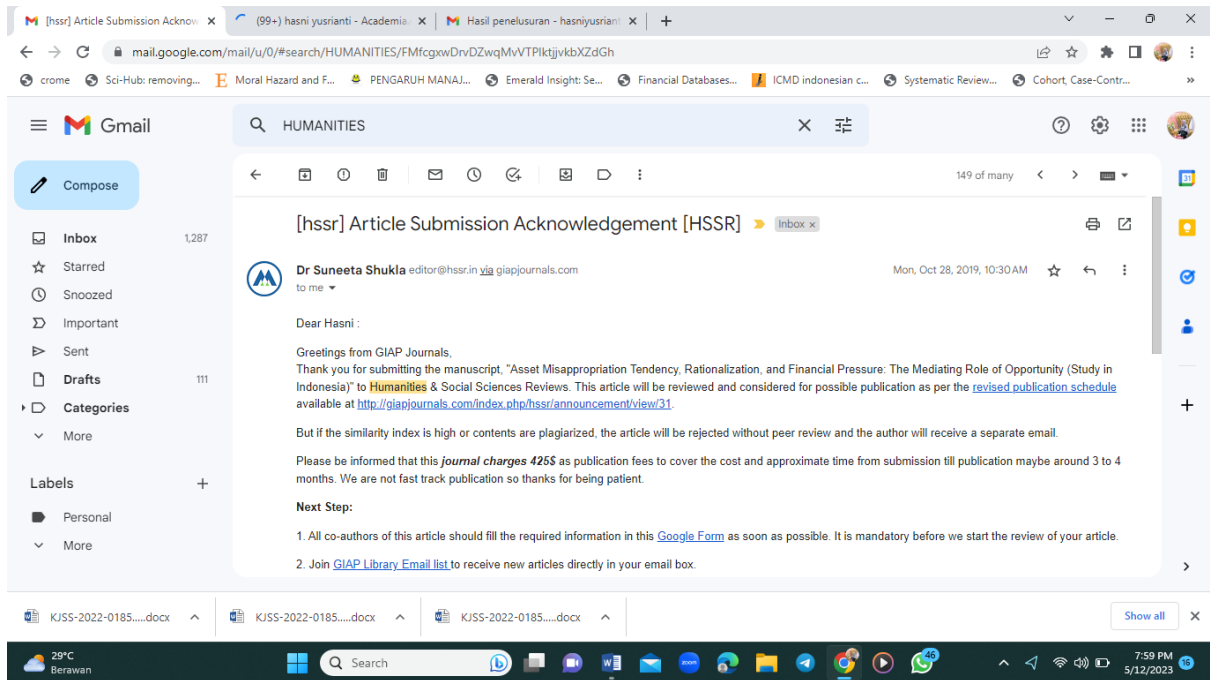 [hssr] Article Submission Acknow
(99+) hasni yusrianti - Academia.
Hasil penelusuran - hasniyusriant
mail.google.com/mail/u/0/#search/HUMANITIES/FMfcgxwDrvDZwqMvVTPlktjjvkbXZdGh
crome
Sci-Hub: removing...
Moral Hazard and F...
PENGARUH MANAJ...
Emerald Insight: Se...
Financial Databases...
ICMD indonesian c...
Systematic Review...
Cohort, Case-Contr...
Gmail
HUMANITIES
Compose
149 of many
31
[hssr] Article Submission Acknowledgement [HSSR]
Inbox x
Inbox 1,287
Starred
Snoozed
Important
Sent
Drafts 111
Categories
More
Labels
Personal
More
Dr Suneeta Shukla editor@hssr.in via giapjournals.com
Mon, Oct 28, 2019, 10:30 AM
to me
Dear Hasni :
Greetings from GIAP Journals,
Thank you for submitting the manuscript, "Asset Misappropriation Tendency, Rationalization, and Financial Pressure: The Mediating Role of Opportunity (Study in
Indonesia)" to Humanities & Social Sciences Reviews. This article will be reviewed and considered for possible publication as per the revised publication schedule
available at http://giapjournals.com/index.php/hssr/announcement/view/31.
But if the similarity index is high or contents are plagiarized, the article will be rejected without peer review and the author will receive a separate email.
Please be informed that this journal charges 425$ as publication fees to cover the cost and approximate time from submission till publication maybe around 3 to 4
months. We are not fast track publication so thanks for being patient.
Next Step:
1. All co-authors of this article should fill the required information in this Google Form as soon as possible. It is mandatory before we start the review of your article.
2. Join GIAP Library Email list to receive new articles directly in your email box.
KJSS-2022-0185.....docx
KJSS-2022-0185.....docx
KJSS-2022-0185.....docx
Show all
29°C
Berawan
Search
zoom
46
7:59 PM
5/12/2023
16